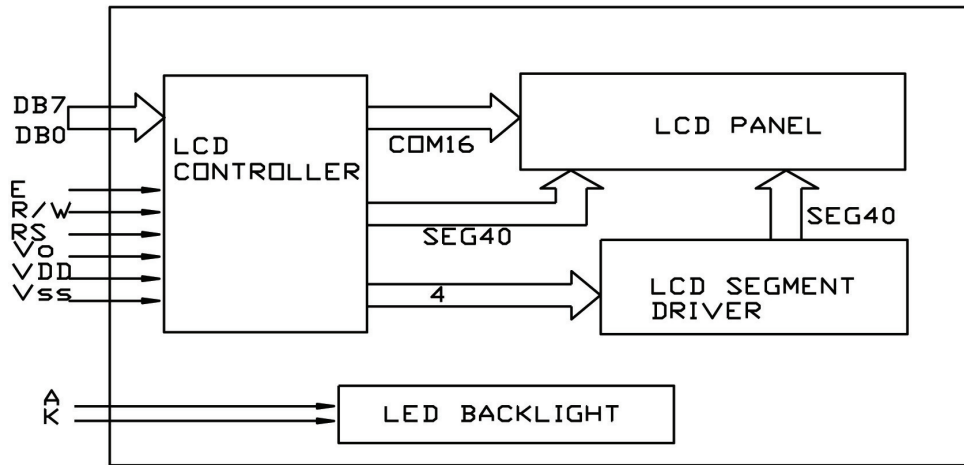 DB7
DB0
E
R/W
RS
Vo
VDD
Vss
LCD
CONTROLLER
COM16
SEG40
4
LCD PANEL
SEG40
LCD SEGMENT
DRIVER
A
K
LED BACKLIGHT